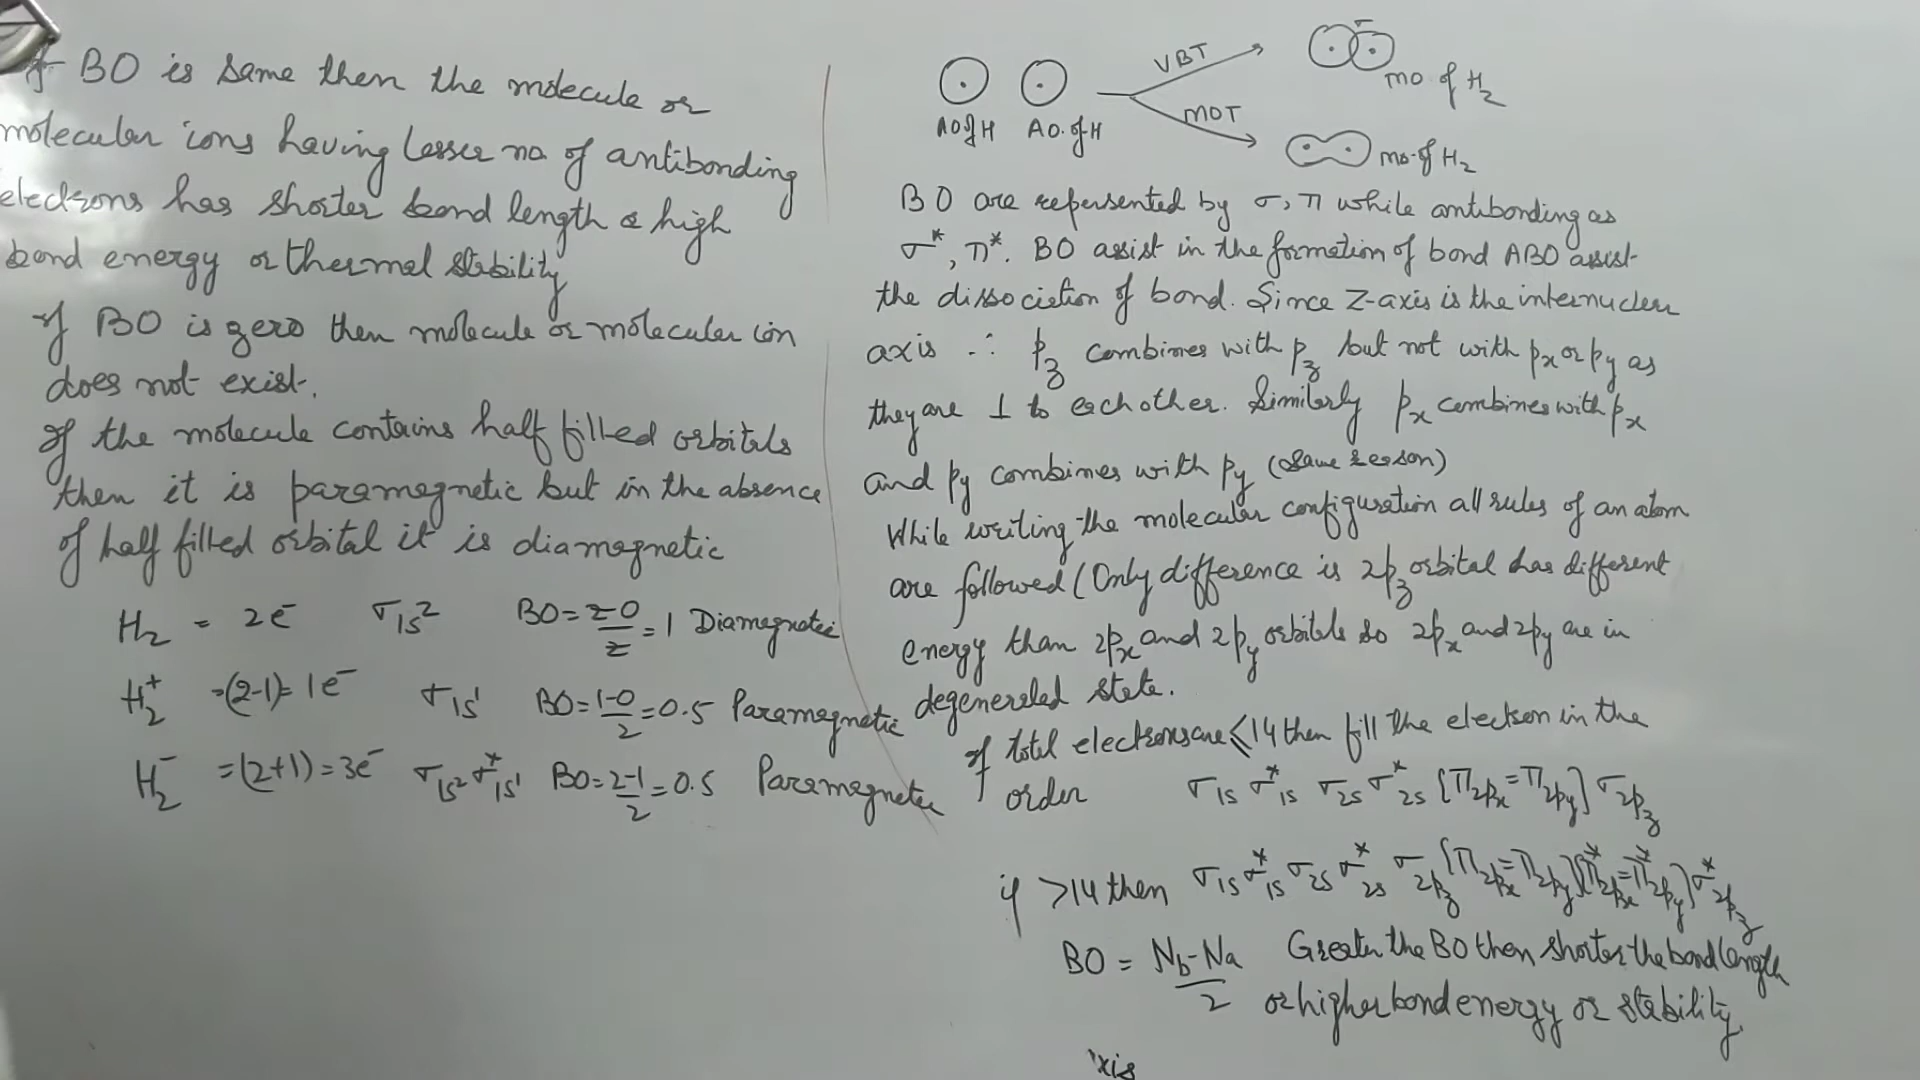 If BO is same then the molecule or
molecular ions having lesser no. of antibonding
electrons has shorter bond length & high
bond energy or thermal stability
If BO is zero then molecule or molecular ion
does not exist.
If the molecule contains half filled orbitals
then it is paramagnetic but in the absence
of half filled orbital it is diamagnetic
H₂ = 2e⁻ σ1s² BO = 2-0/2 = 1 Diamagnetic
H₂⁺ = (2-1) = 1e⁻ σ1s¹ BO = 1-0/2 = 0.5 Paramagnetic
H₂⁻ = (2+1) = 3e⁻ σ1s² σ*1s¹ BO = 2-1/2 = 0.5 Paramagnetic
VBT
σ
mo. of H₂
AO of H AO. of H
MOT
mo. of H₂
BO are repersented by σ, π while antibonding as
σ*, π*. BO assist in the formation of bond ABO assist
the dissocistion of bond. Since Z-axis is the internuclear
axis ∴ pz combines with pz but not with px or py as
they are ⊥ to each other. Similarly px combines with px
and py combines with py (same reason)
While writing the molecular configuration all rules of an atom
are followed (Only difference is 2pz orbital has different
energy than 2px and 2py orbitals so 2px and 2py are in
degenerated state.
If total electrons are ≤14 then fill the electron in the
order σ1s σ*1s σ2s σ*2s [π2px = π2py] σ2pz
if >14 then σ1s σ*1s σ2s σ*2s σ2pz [π2px = π2py] [π*2px = π*2py] σ*2pz
BO = Nb-Na/2 Greater the BO then shorter the bond length
or higher bond energy or stability.
xis